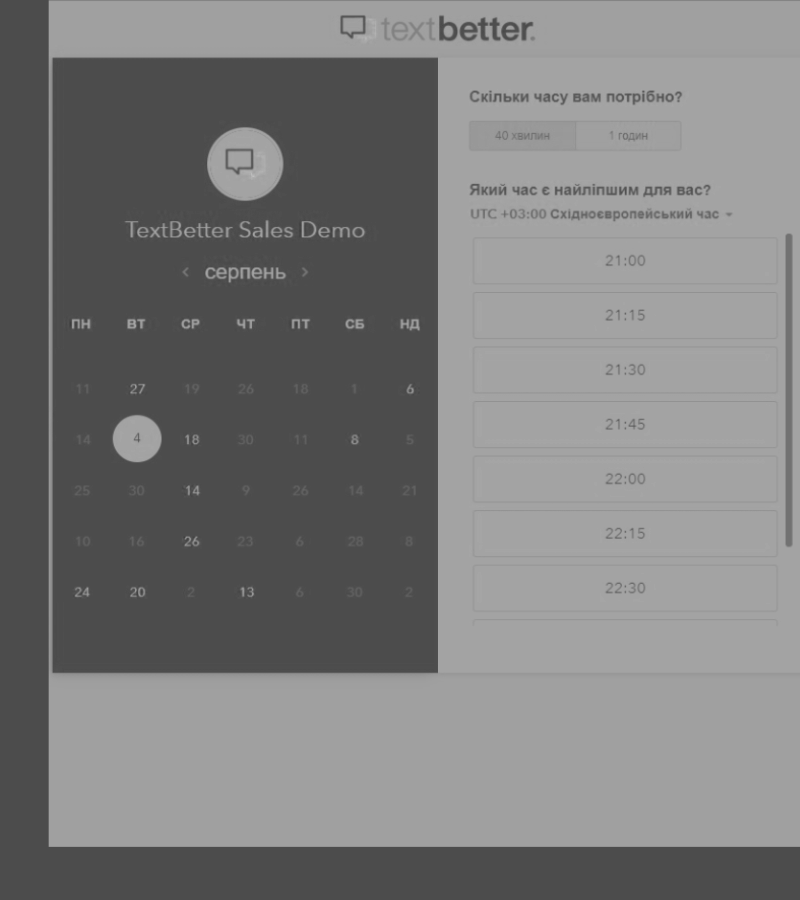 textbetter.
TextBetter Sales Demo
< серпень >
ПН ВТ СР ЧТ ПТ СБ НД
11 27 19 26 18 1 6
14 4 18 30 11 8 5
25 30 14 9 26 14 21
10 16 26 23 6 28 8
24 20 2 13 6 30 2
Скільки часу вам потрібно?
40 хвилин 1 годин
Який час є найліпшим для вас?
UTC +03:00 Східноєвропейський час
21:00
21:15
21:30
21:45
22:00
22:15
22:30